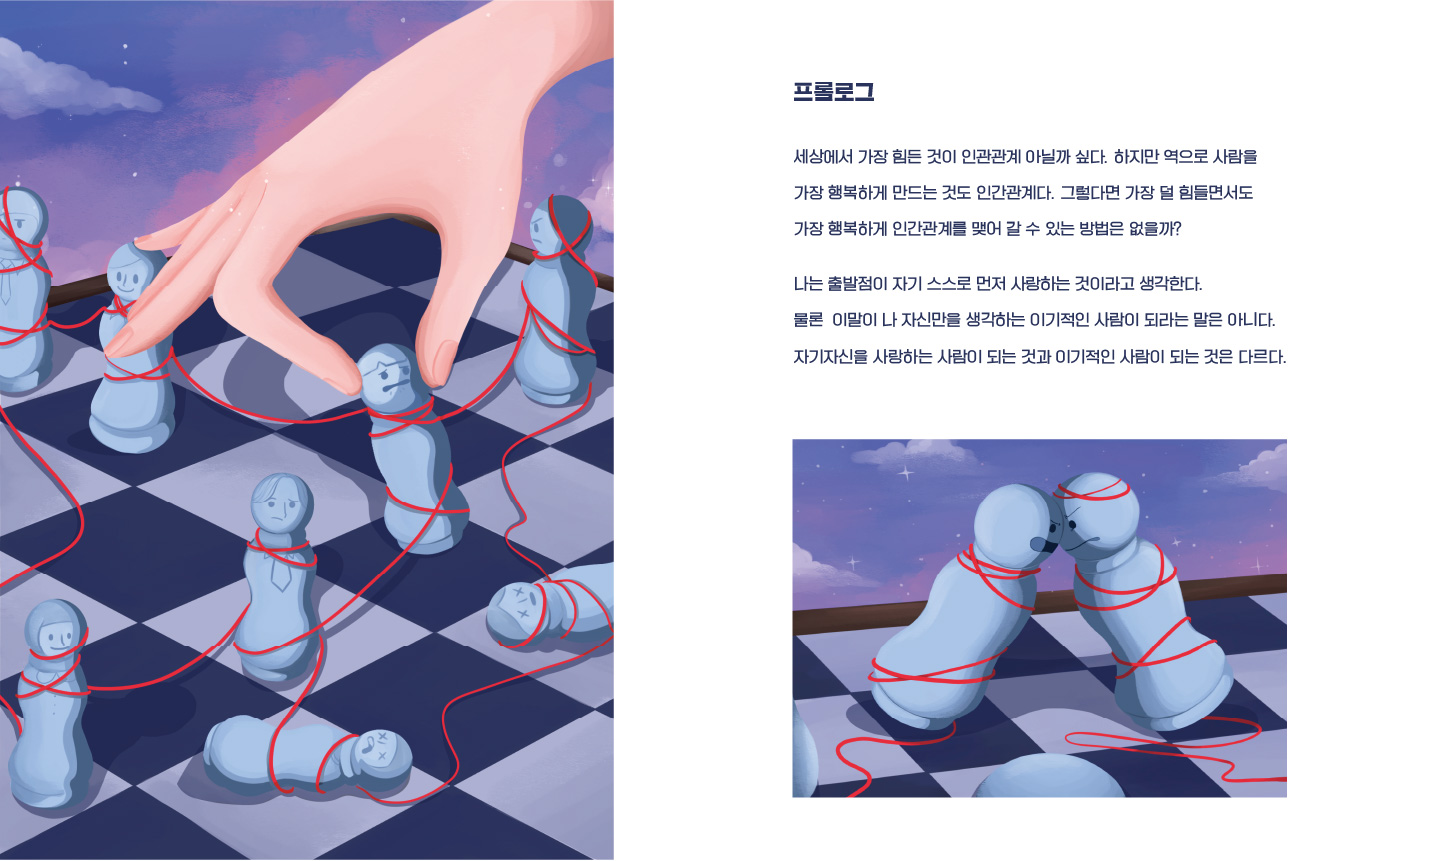 프롤로그
세상에서 가장 힘든 것이 인관관계 아닐까 싶다. 하지만 역으로 사람을
가장 행복하게 만드는 것도 인간관계다. 그렇다면 가장 덜 힘들면서도
가장 행복하게 인간관계를 맺어 갈 수 있는 방법은 없을까?
나는 출발점이 자기 스스로 먼저 사랑하는 것이라고 생각한다.
물론 이말이 나 자신만을 생각하는 이기적인 사람이 되라는 말은 아니다.
자기자신을 사랑하는 사람이 되는 것과 이기적인 사람이 되는 것은 다르다.